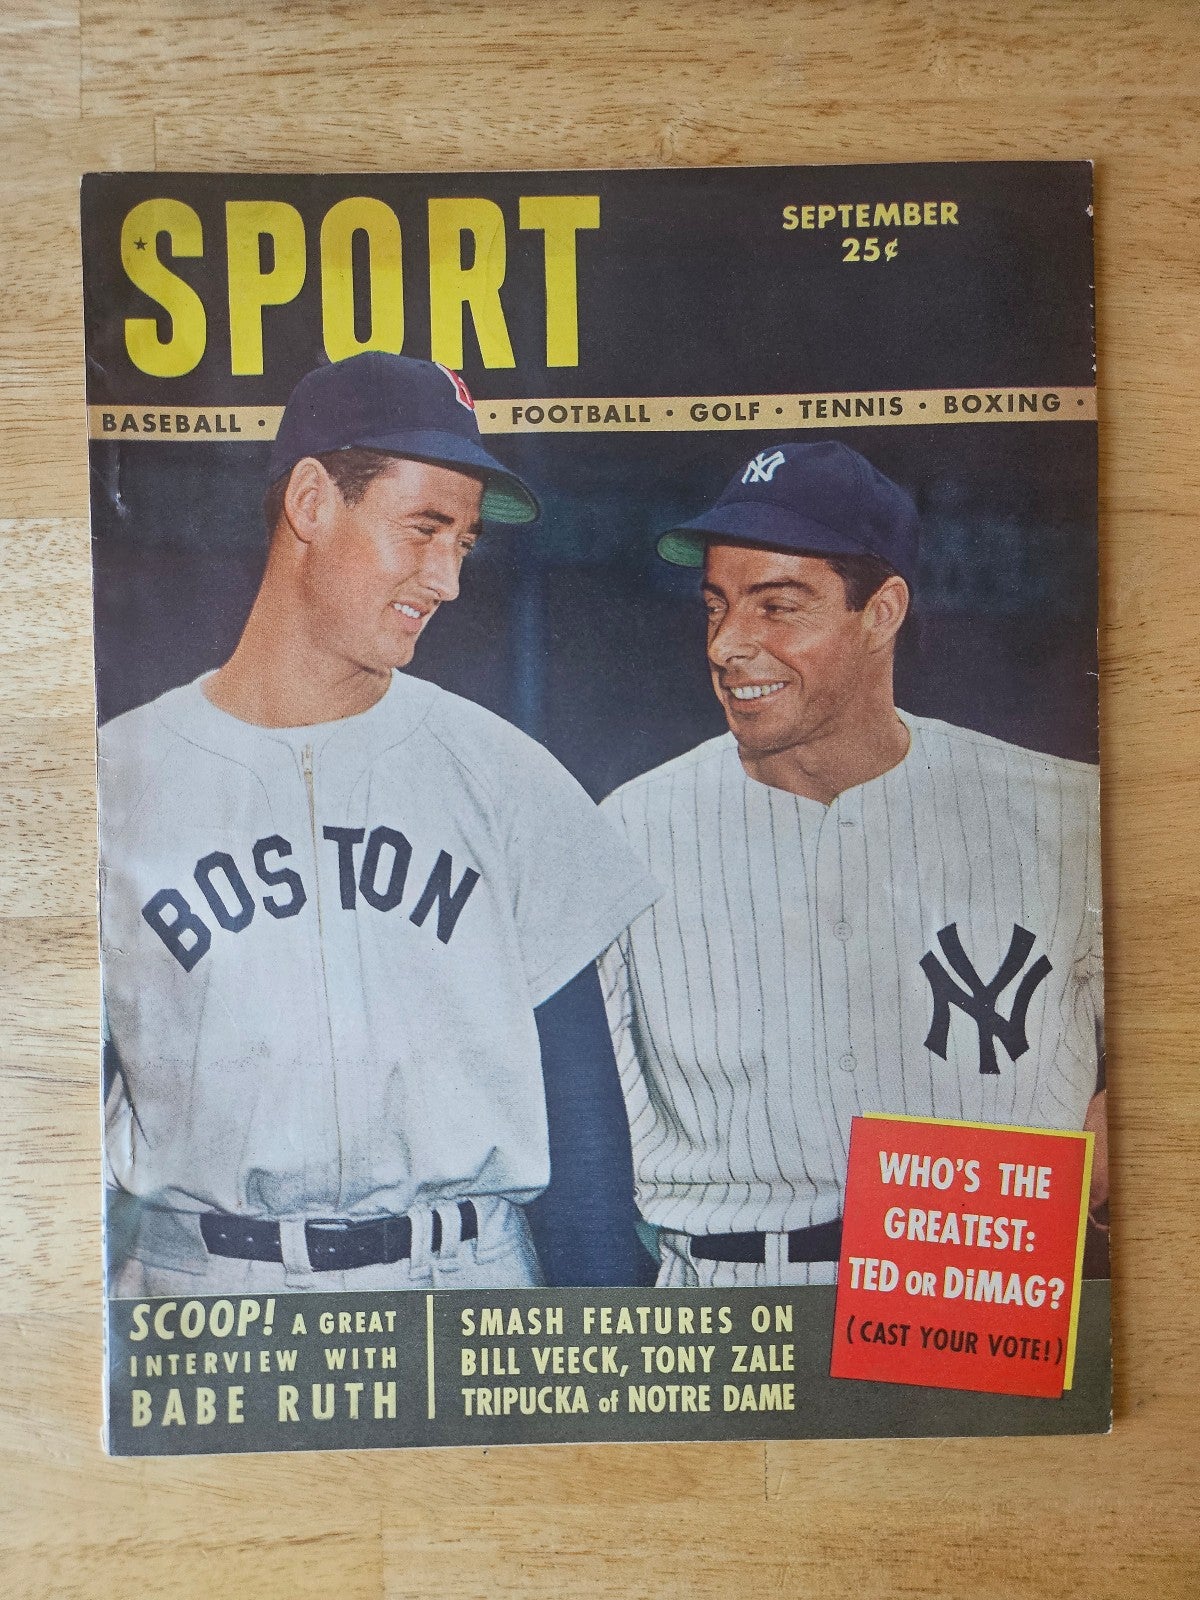 SPORT
SEPTEMBER
25¢
BASEBALL · · FOOTBALL · GOLF · TENNIS · BOXING ·
B
NY
BOSTON
NY
WHO'S THE
GREATEST:
TED OR DiMAG?
(CAST YOUR VOTE!)
SCOOP! A GREAT
INTERVIEW WITH
BABE RUTH
SMASH FEATURES ON
BILL VEECK, TONY ZALE
TRIPUCKA of NOTRE DAME